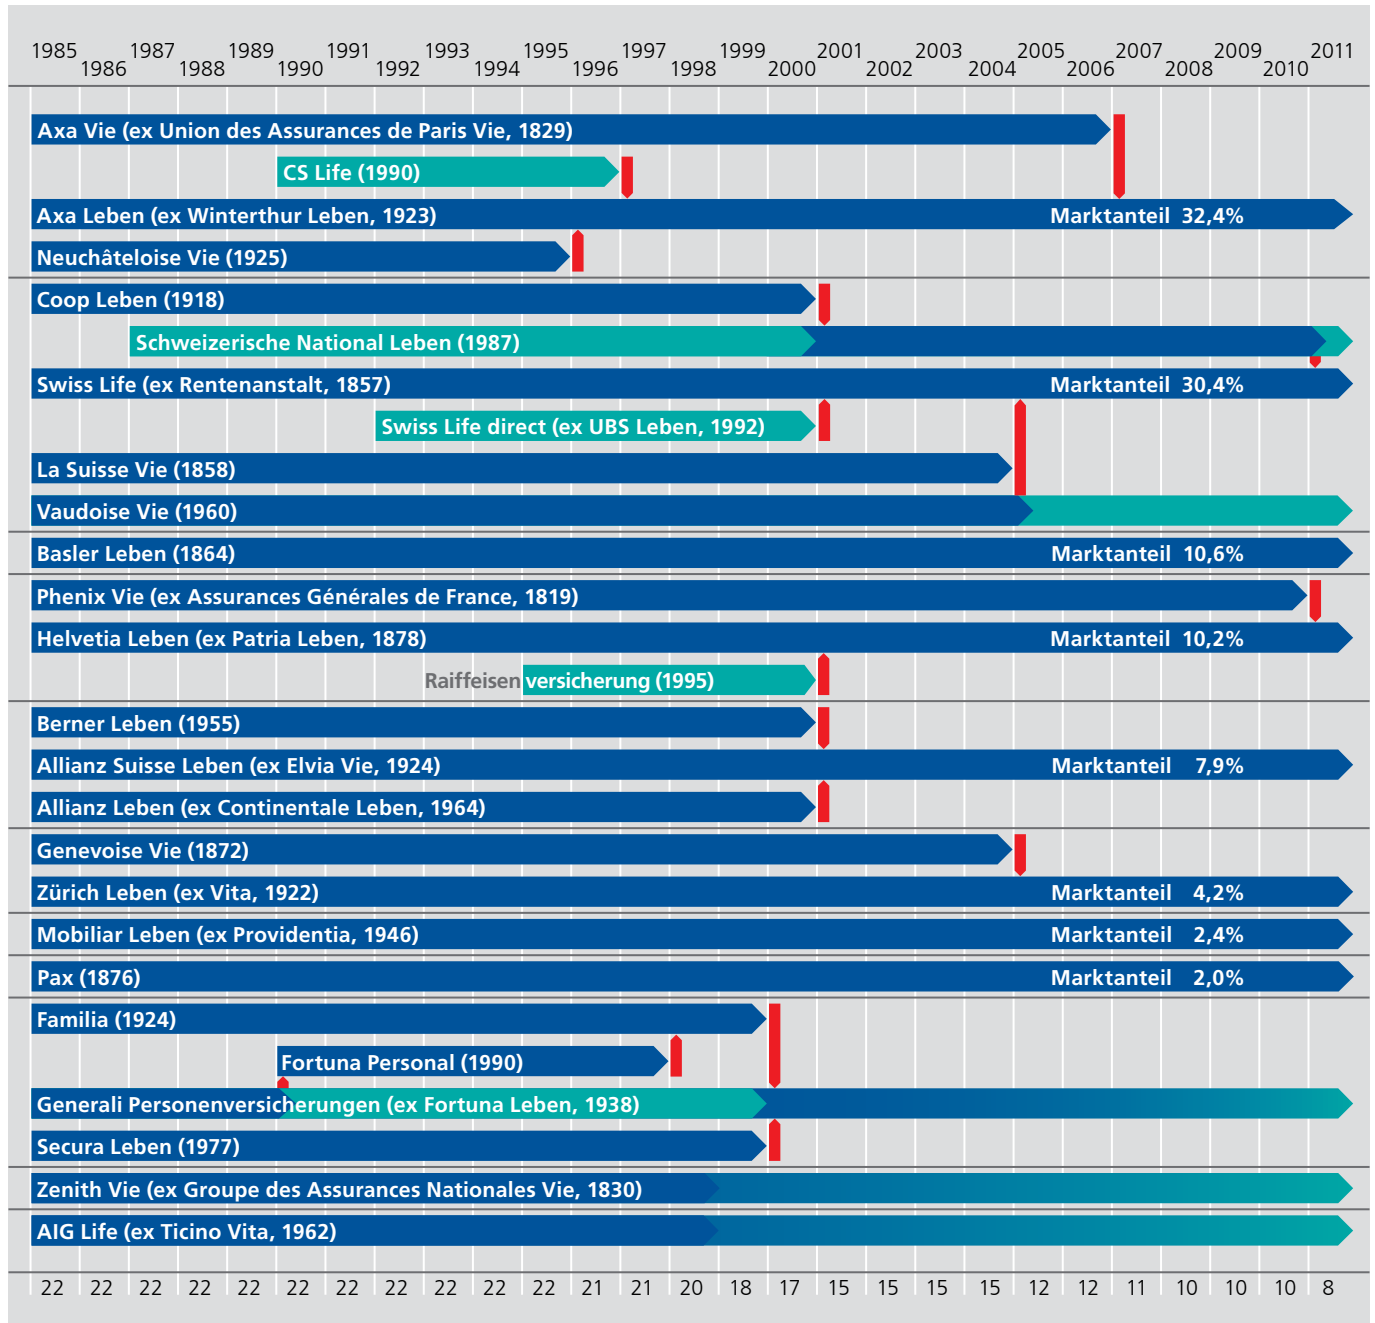 1985 1987 1989 1991 1993 1995 1997 1999 2001 2003 2005 2007 2009 2011
1986 1988 1990 1992 1994 1996 1998 2000 2002 2004 2006 2008 2010
Axa Vie (ex Union des Assurances de Paris Vie, 1829)
CS Life (1990)
Axa Leben (ex Winterthur Leben, 1923) Marktanteil 32,4%
Neuchâteloise Vie (1925)
Coop Leben (1918)
Schweizerische National Leben (1987)
Swiss Life (ex Rentenanstalt, 1857) Marktanteil 30,4%
Swiss Life direct (ex UBS Leben, 1992)
La Suisse Vie (1858)
Vaudoise Vie (1960)
Basler Leben (1864) Marktanteil 10,6%
Phenix Vie (ex Assurances Générales de France, 1819)
Helvetia Leben (ex Patria Leben, 1878) Marktanteil 10,2%
Raiffeisenversicherung (1995)
Berner Leben (1955)
Allianz Suisse Leben (ex Elvia Vie, 1924) Marktanteil 7,9%
Allianz Leben (ex Continentale Leben, 1964)
Genevoise Vie (1872)
Zürich Leben (ex Vita, 1922) Marktanteil 4,2%
Mobiliar Leben (ex Providentia, 1946) Marktanteil 2,4%
Pax (1876) Marktanteil 2,0%
Familia (1924)
Fortuna Personal (1990)
Generali Personenversicherungen (ex Fortuna Leben, 1938)
Secura Leben (1977)
Zenith Vie (ex Groupe des Assurances Nationales Vie, 1830)
AIG Life (ex Ticino Vita, 1962)
22 22 22 22 22 22 22 22 22 22 22 21 21 20 18 17 15 15 15 15 12 12 11 10 10 10 8